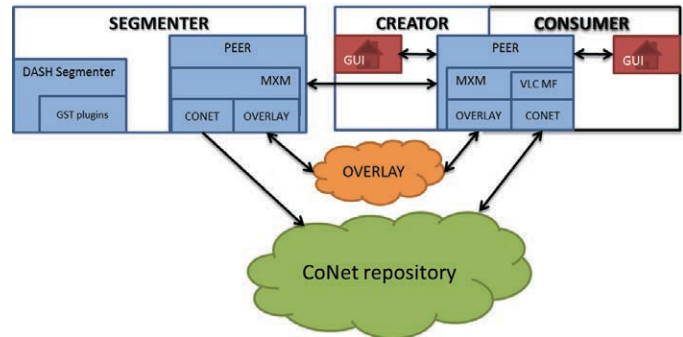 SEGMENTER
CREATOR
CONSUMER
DASH Segmenter
GST plugins
PEER
MXM
CONET
OVERLAY
GUI
PEER
MXM
VLC MF
OVERLAY
CONET
GUI
OVERLAY
CoNet repository